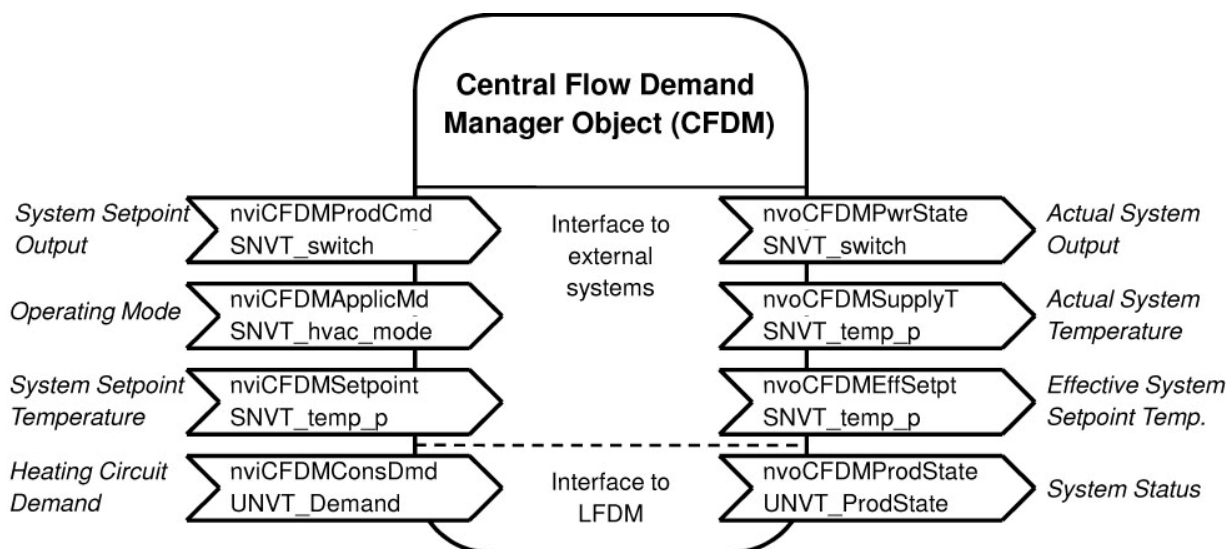 Central Flow Demand
Manager Object (CFDM)
System Setpoint
Output
nviCFDMProdCmd
SNVT_switch
Interface to
external
systems
nvoCFDMPwrState
SNVT_switch
Actual System
Output
Operating Mode
nviCFDMApplicMd
SNVT_hvac_mode
nvoCFDMSupplyT
SNVT_temp_p
Actual System
Temperature
System Setpoint
Temperature
nviCFDMSetpoint
SNVT_temp_p
nvoCFDMEffSetpt
SNVT_temp_p
Effective System
Setpoint Temp.
Heating Circuit
Demand
nviCFDMConsDmd
UNVT_Demand
Interface to
LFDM
nvoCFDMProdState
UNVT_ProdState
System Status